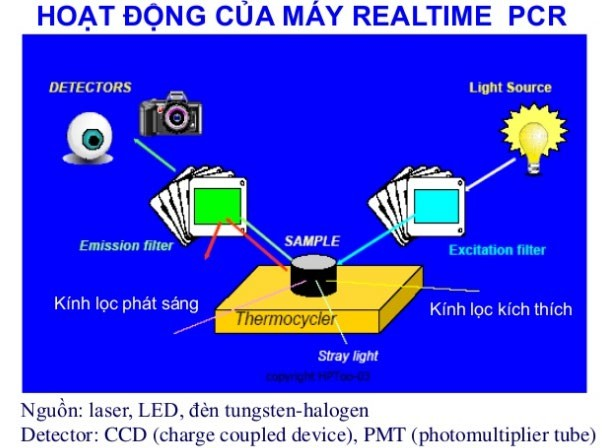 HOẠT ĐỘNG CỦA MÁY REALTIME PCR
DETECTORS
Light Source
Emission filter
SAMPLE
Excitation filter
Kính lọc phát sáng
Kính lọc kích thích
Thermocycler
Stray light
copyright HPToo-03
Nguồn: laser, LED, đèn tungsten-halogen
Detector: CCD (charge coupled device), PMT (photomultiplier tube)